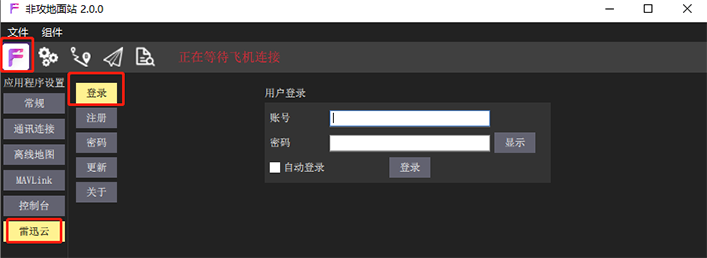 非攻地面站 2.0.0
文件 组件
正在等待飞机连接
应用程序设置
常规
通讯连接
离线地图
MAVLink
控制台
雷迅云
登录
注册
密码
更新
关于
用户登录
账号
密码 显示
自动登录 登录